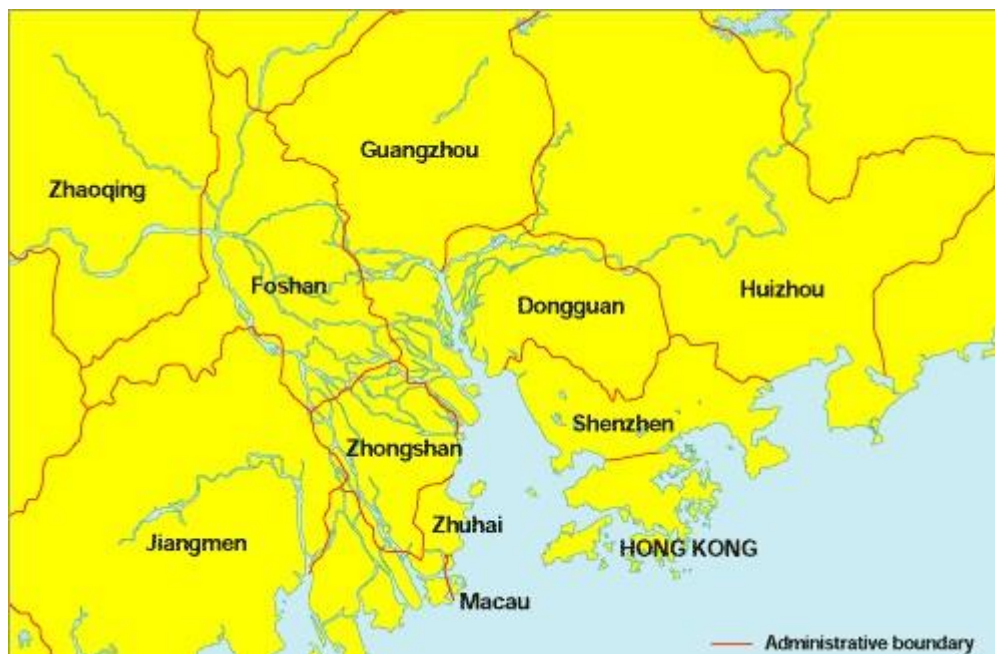 Guangzhou
Zhaoqing
Foshan
Dongguan
Huizhou
Shenzhen
Zhongshan
Zhuhai
Jiangmen
HONG KONG
Macau
Administrative boundary